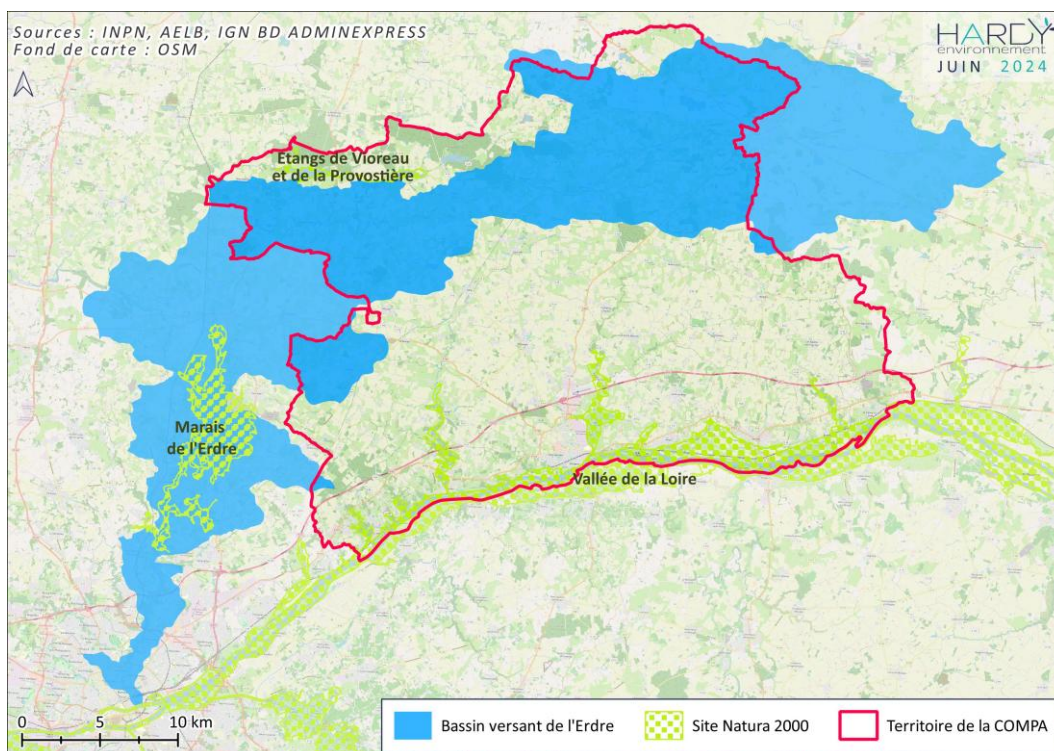 Sources : INPN, AELB, IGN BD ADMINEXPRESS
Fond de carte : OSM
HARDY
environnement
JUIN 2024
Etangs de Vioreau
et de la Provostière
Marais
de l'Erdre
Vallée de la Loire
0 5 10 km
Bassin versant de l'Erdre
Site Natura 2000
Territoire de la COMPA